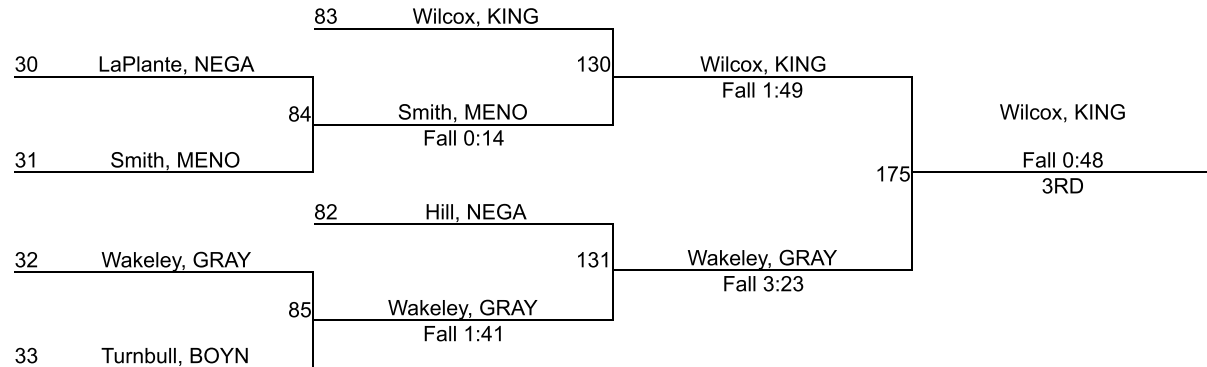 83 Wilcox, KING
30 LaPlante, NEGA
130 Wilcox, KING
Fall 1:49
84 Smith, MENO
Fall 0:14
Wilcox, KING
31 Smith, MENO
Fall 0:48
175
3RD
82 Hill, NEGA
32 Wakeley, GRAY
131 Wakeley, GRAY
Fall 3:23
85 Wakeley, GRAY
Fall 1:41
33 Turnbull, BOYN